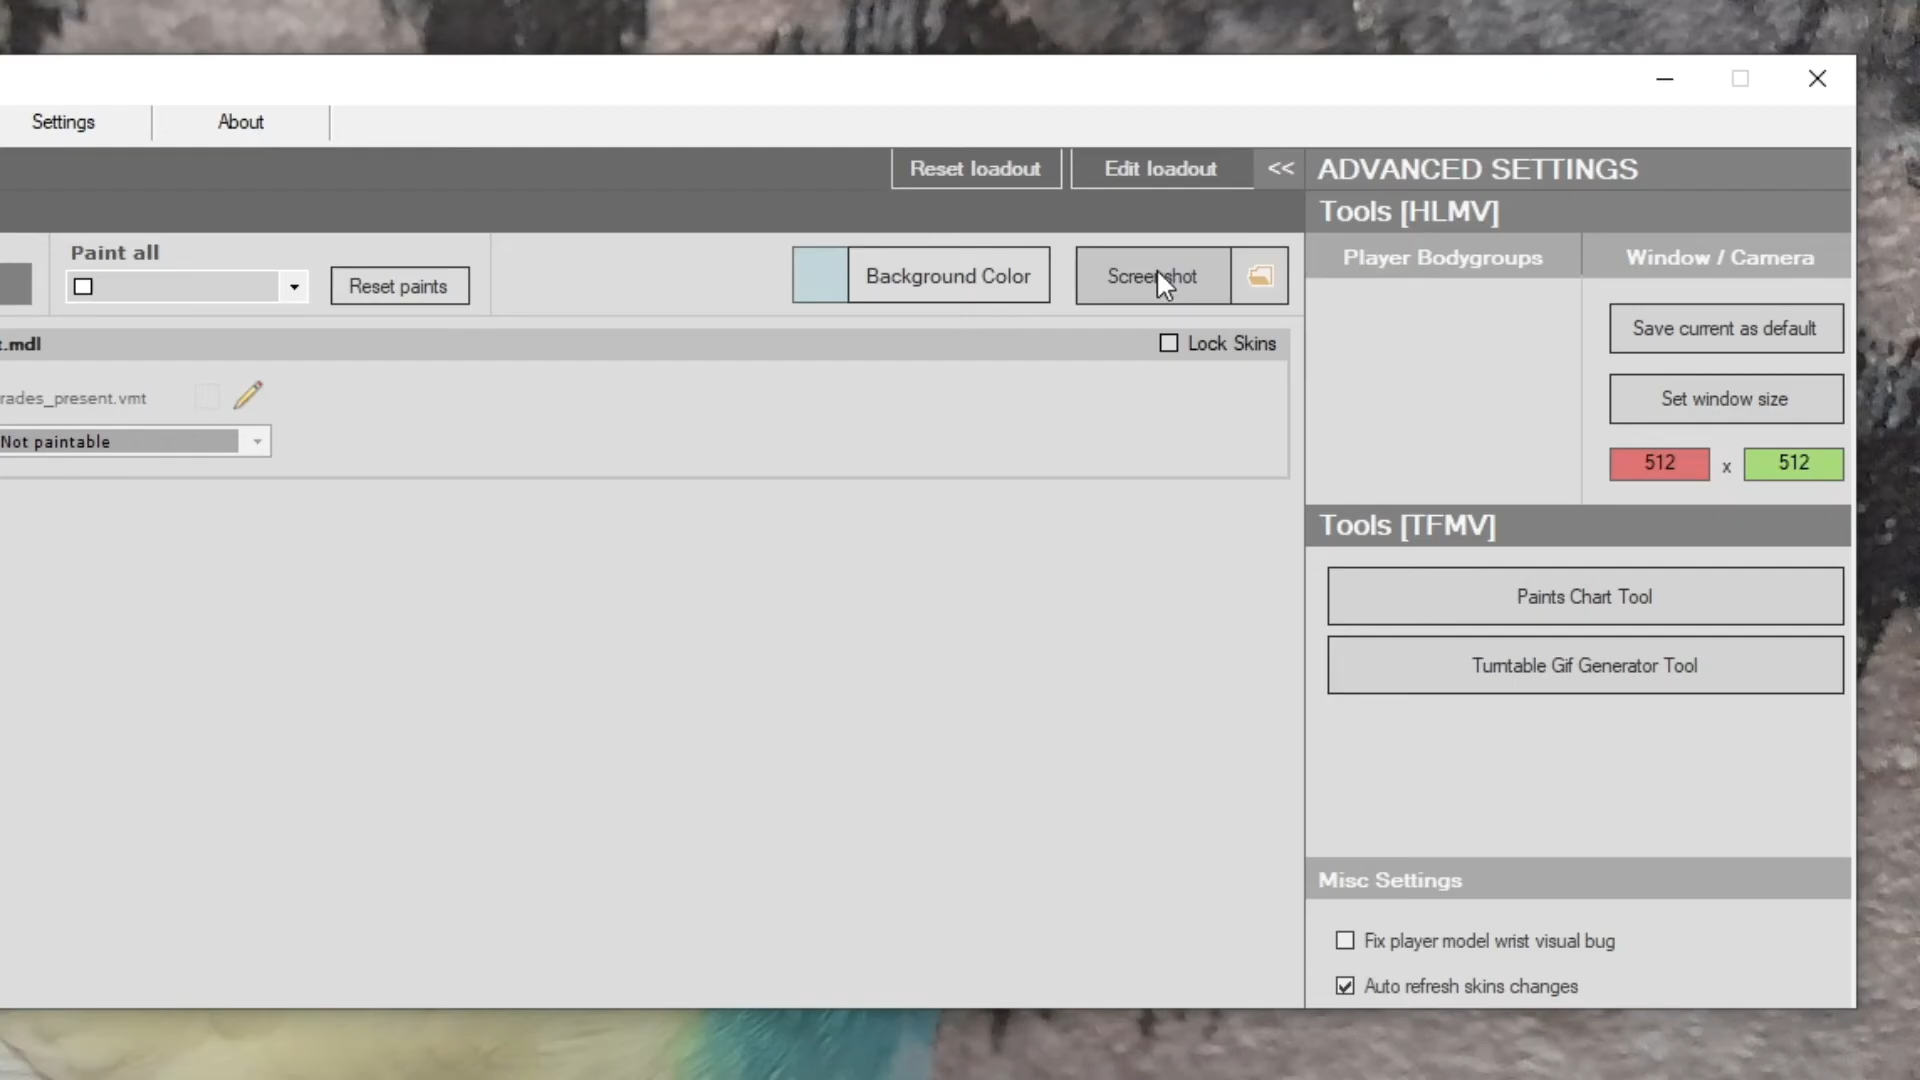 Settings
About
Reset loadout
Edit loadout
<<
ADVANCED SETTINGS
Tools [HLMV]
Paint all
Reset paints
Background Color
Screenshot
Player Bodygroups
Window / Camera
Save current as default
Set window size
512 x 512
t.mdl
Lock Skins
rades_present.vmt
Not paintable
Tools [TFMV]
Paints Chart Tool
Turntable Gif Generator Tool
Misc Settings
Fix player model wrist visual bug
Auto refresh skins changes